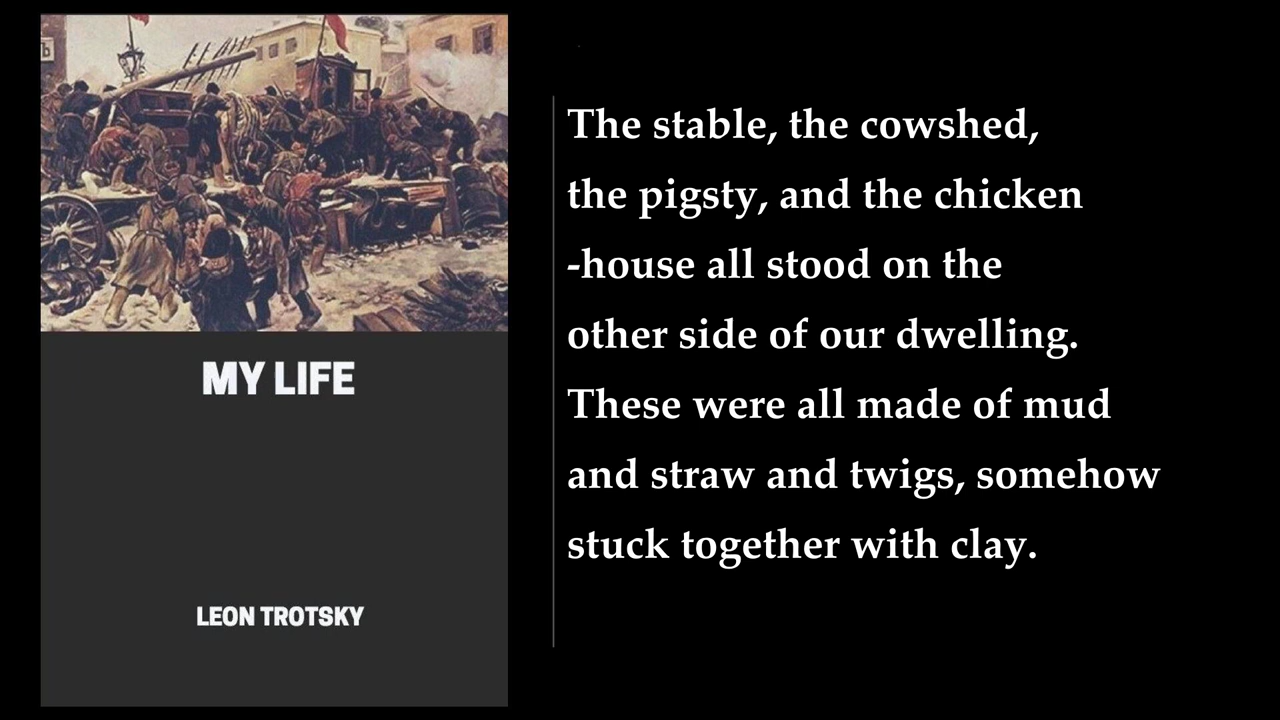 MY LIFE
LEON TROTSKY
The stable, the cowshed,
the pigsty, and the chicken
-house all stood on the
other side of our dwelling.
These were all made of mud
and straw and twigs, somehow
stuck together with clay.